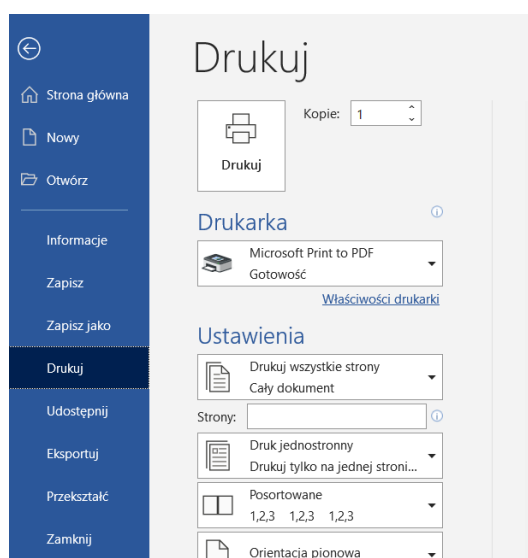 Strona główna
Nowy
Otwórz
Informacje
Zapisz
Zapisz jako
Drukuj
Udostępnij
Eksportuj
Przekształć
Zamknij
Drukuj
Kopie: 1
Drukuj
Drukarka
Microsoft Print to PDF
Gotowość
Właściwości drukarki
Ustawienia
Drukuj wszystkie strony
Cały dokument
Strony:
Druk jednostronny
Drukuj tylko na jednej stroni...
Posortowane
1,2,3 1,2,3 1,2,3
Orientacja pionowa